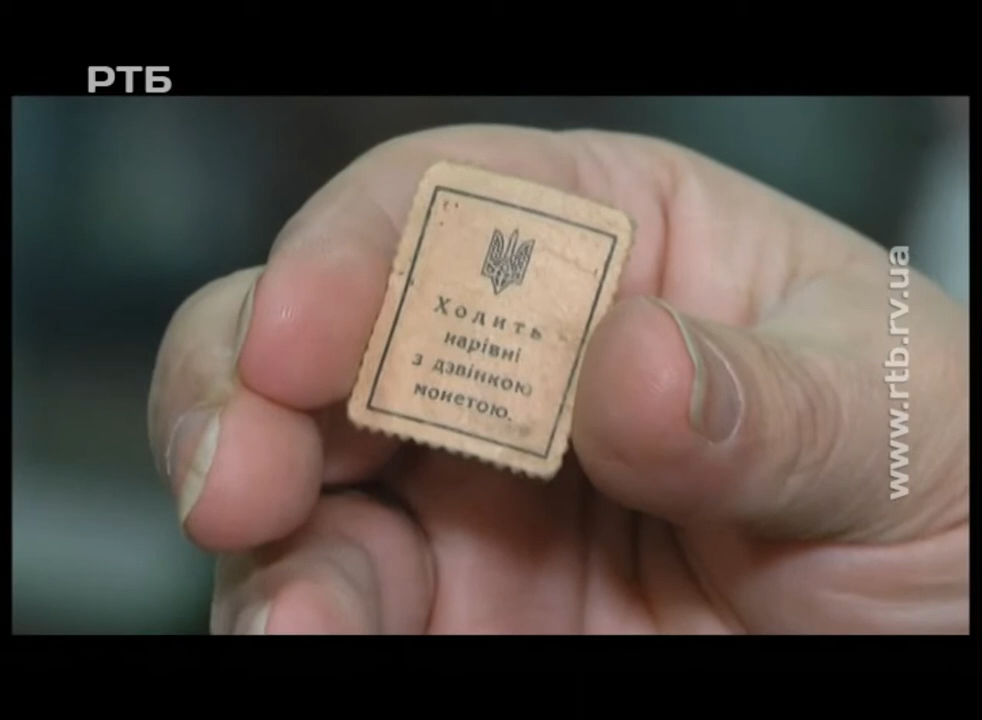 РТБ
Ходить
нарівні
з дзвінкою
монетою.
www.rtb.rv.ua